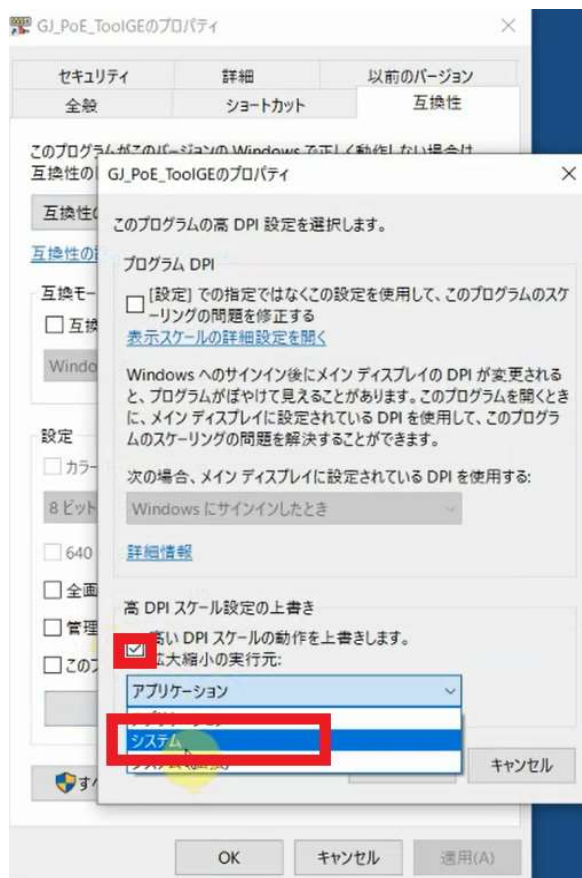 GJ_PoE_ToolGEのプロパティ
セキュリティ 詳細 以前のバージョン
全般 ショートカット 互換性
このプログラムがこのバージョンの Windows で正しく動作しない場合は
互換性の
GJ_PoE_ToolGEのプロパティ
互換性
このプログラムの高 DPI 設定を選択します。
互換性の
プログラム DPI
互換モー
[設定] での指定ではなくこの設定を使用して、このプログラムのスケ
ーリングの問題を修正する
互換
表示スケールの詳細設定を開く
Windo
Windows へのサインイン後にメイン ディスプレイの DPI が変更される
と、プログラムがぼやけて見えることがあります。このプログラムを開くとき
に、メイン ディスプレイに設定されている DPI を使用して、このプログラ
ムのスケーリングの問題を解決することができます。
設定
カラー
次の場合、メイン ディスプレイに設定されている DPI を使用する:
8 ビット
Windows にサインインしたとき
640
詳細情報
全画
高 DPI スケール設定の上書き
管理
高い DPI スケールの動作を上書きします。
拡大縮小の実行元:
このプ
アプリケーション
システム
キャンセル
す
OK キャンセル 適用(A)